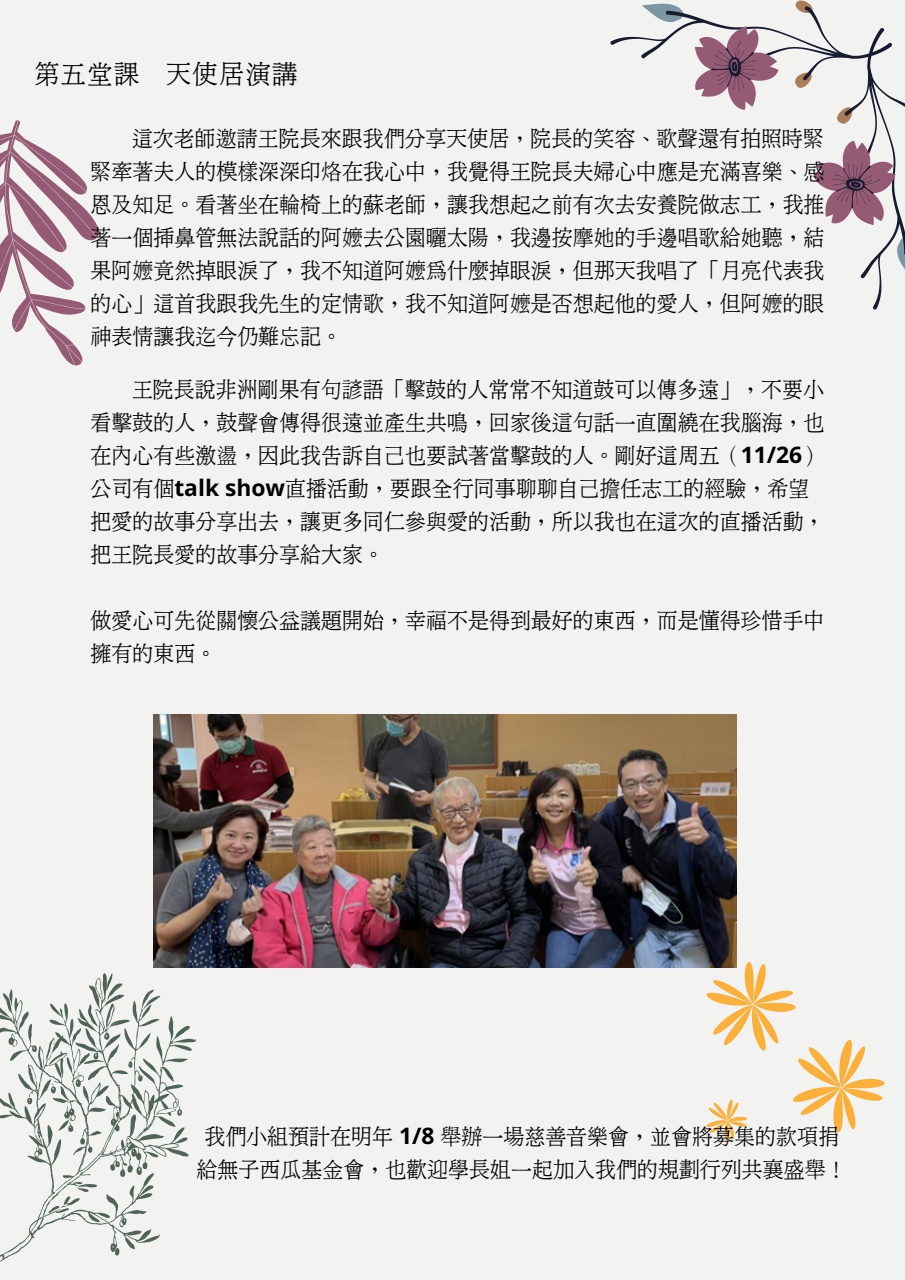 第五堂課　天使居演講
這次老師邀請王院長來跟我們分享天使居，院長的笑容、歌聲還有拍照時緊
緊牽著夫人的模樣深深印烙在我心中，我覺得王院長夫婦心中應是充滿喜樂、感
恩及知足。看著坐在輪椅上的蘇老師，讓我想起之前有次去安養院做志工，我推
著一個揷鼻管無法說話的阿嬤去公園曬太陽，我邊按摩她的手邊唱歌給她聽，結
果阿嬤竟然掉眼淚了，我不知道阿嬤爲什麼掉眼淚，但那天我唱了「月亮代表我
的心」這首我跟我先生的定情歌，我不知道阿嬤是否想起他的愛人，但阿嬤的眼
神表情讓我迄今仍難忘記。
王院長說非洲剛果有句諺語「擊鼓的人常常不知道鼓可以傳多遠」，不要小
看擊鼓的人，鼓聲會傳得很遠並產生共鳴，回家後這句話一直圍繞在我腦海，也
在內心有些激盪，因此我告訴自己也要試著當擊鼓的人。剛好這周五（11/26）
公司有個talk show直播活動，要跟全行同事聊聊自己擔任志工的經驗，希望
把愛的故事分享出去，讓更多同仁參與愛的活動，所以我也在這次的直播活動，
把王院長愛的故事分享給大家。
做愛心可先從關懷公益議題開始，幸福不是得到最好的東西，而是懂得珍惜手中
擁有的東西。
我們小組預計在明年 1/8 舉辦一場慈善音樂會，並會將募集的款項捐
給無子西瓜基金會，也歡迎學長姐一起加入我們的規劃行列共襄盛舉！